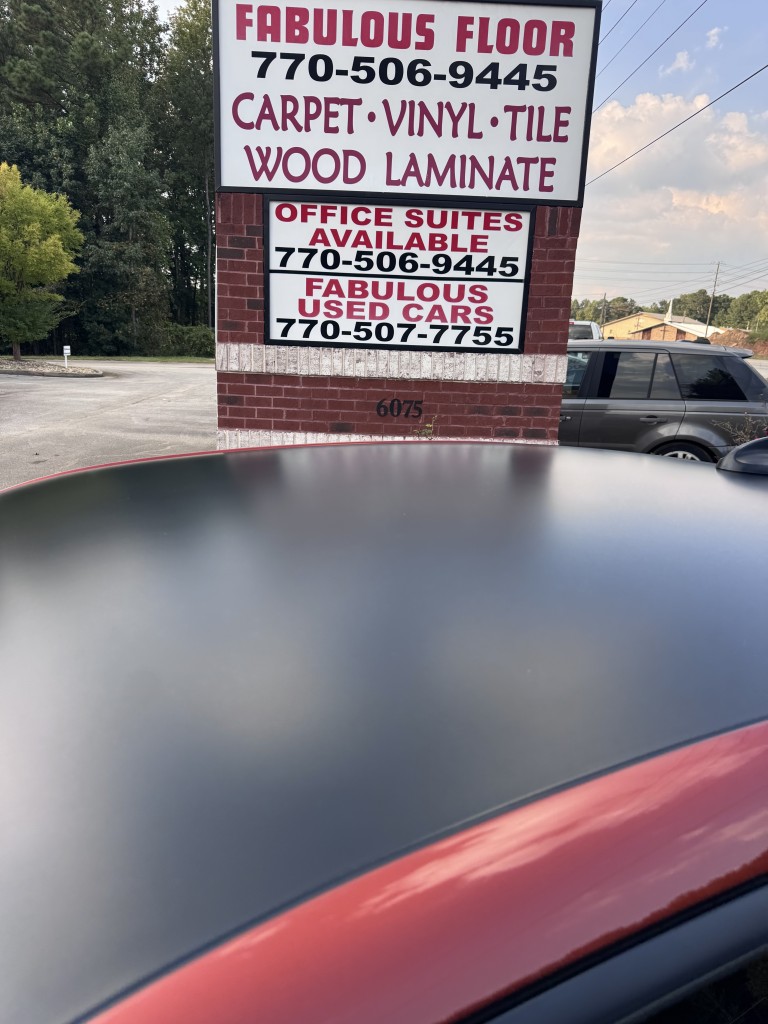 FABULOUS FLOOR
770-506-9445
CARPET • VINYL • TILE
WOOD LAMINATE
OFFICE SUITES
AVAILABLE
770-506-9445
FABULOUS
USED CARS
770-507-7755
6075